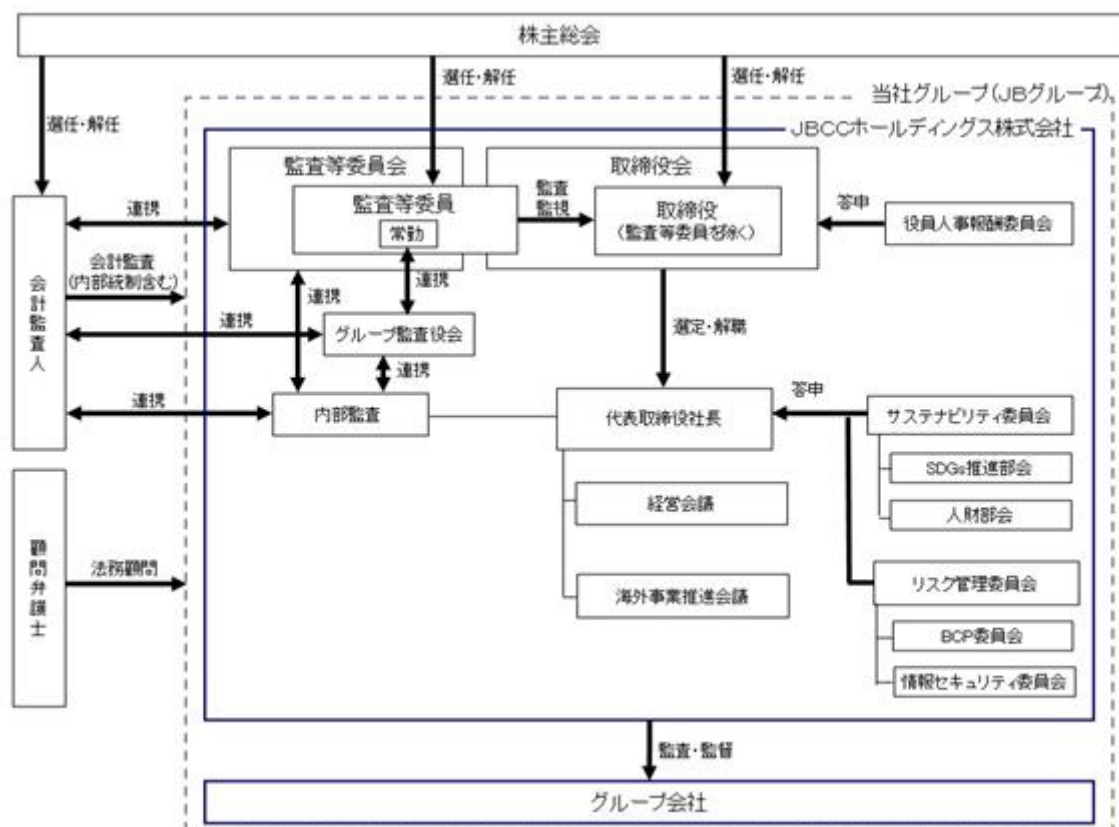 株主総会
選任・解任
選任・解任
選任・解任
当社グループ(JBグループ)
JBCCホールディングス株式会社
監査等委員会
取締役会
監査等委員
常勤
監査
監視
取締役
(監査等委員を除く)
答申
役員人事報酬委員会
連携
会計監査
(内部統制含む)
会計監査人
連携
連携
連携
グループ監査役会
選定・解職
連携
連携
内部監査
代表取締役社長
答申
サステナビリティ委員会
SDGs推進部会
人財部会
経営会議
顧問弁護士
法務顧問
海外事業推進会議
リスク管理委員会
BCP委員会
情報セキュリティ委員会
監査・監督
グループ会社